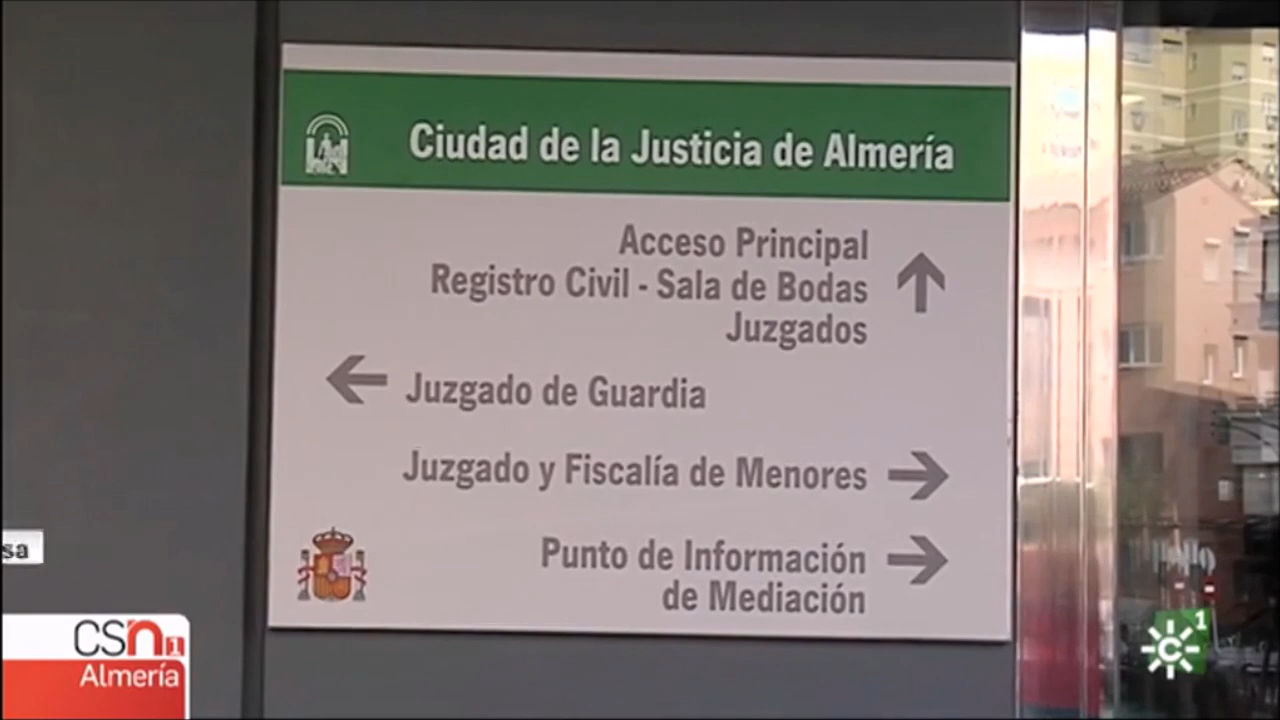 Ciudad de la Justicia de Almería
Acceso Principal
Registro Civil - Sala de Bodas
Juzgados
Juzgado de Guardia
Juzgado y Fiscalía de Menores
Punto de Información
de Mediación
sa
CSn1
Almería
1